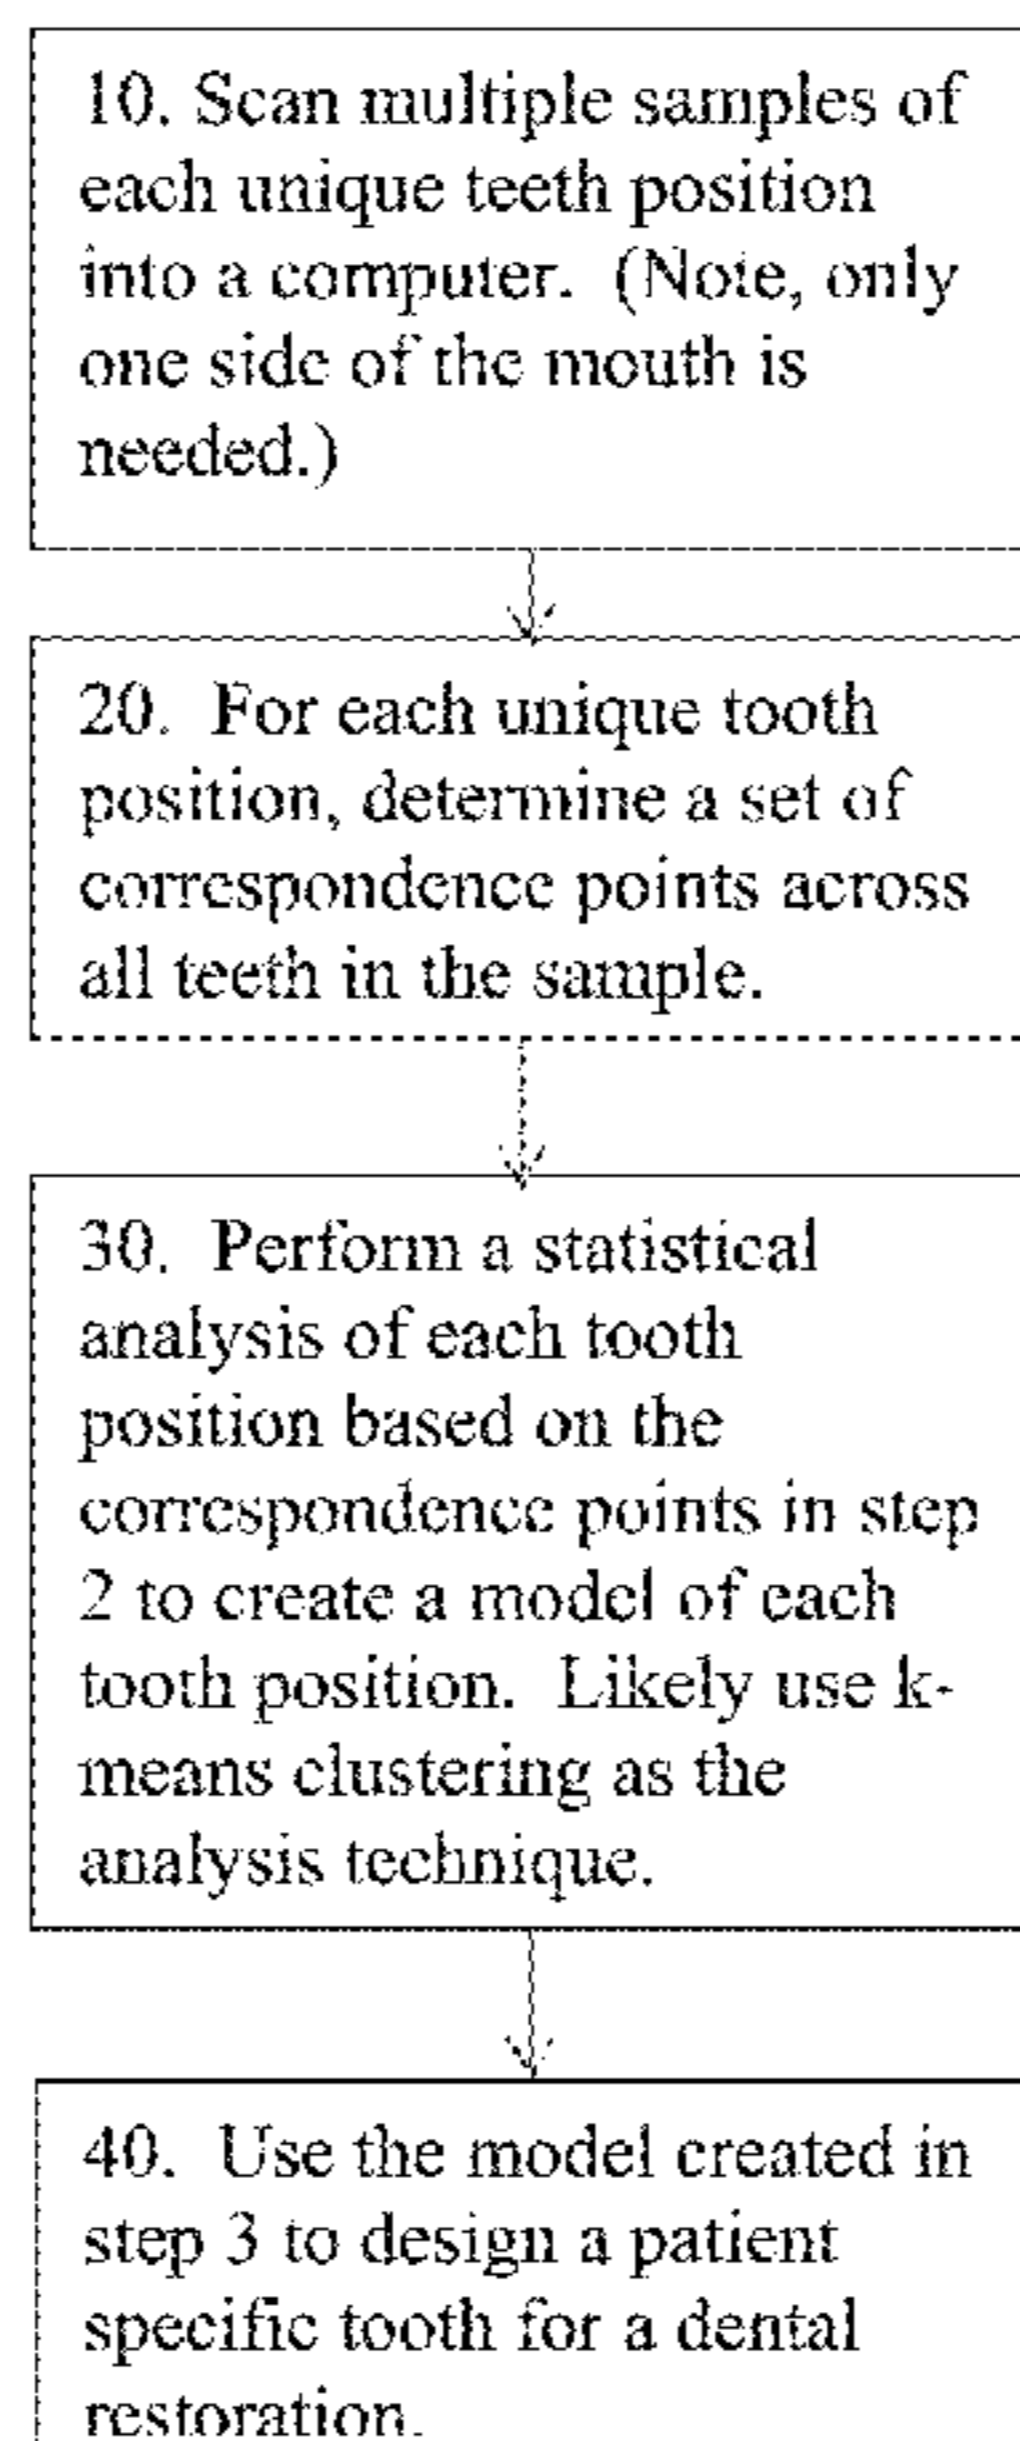 10. Scan multiple samples of
each unique teeth position
into a computer. (Note, only
one side of the mouth is
needed.)
20. For each unique tooth
position, determine a set of
correspondence points across
all teeth in the sample.
30. Perform a statistical
analysis of each tooth
position based on the
correspondence points in step
2 to create a model of each
tooth position. Likely use k-
means clustering as the
analysis technique.
40. Use the model created in
step 3 to design a patient
specific tooth for a dental
restoration.